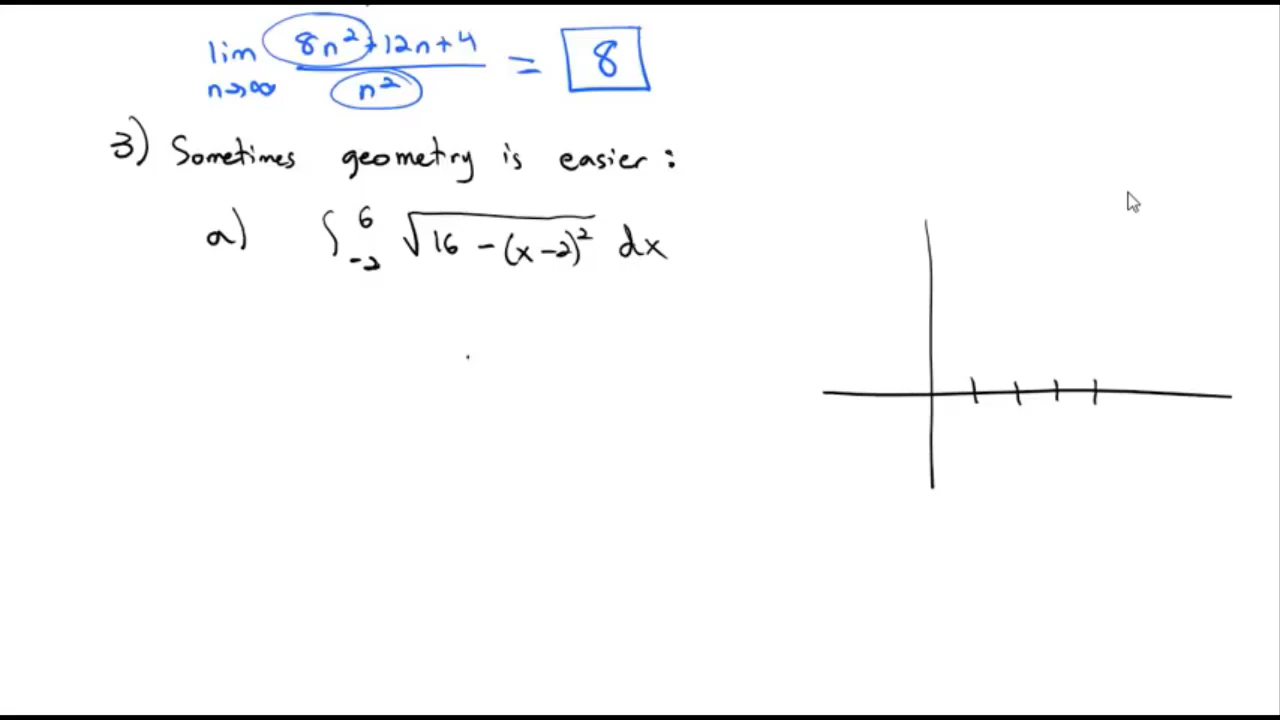 lim n→∞ (8n²+12n+4)/n² = 8
3) Sometimes geometry is easier:
a) ∫₋₂⁶ √(16-(x-2)²) dx